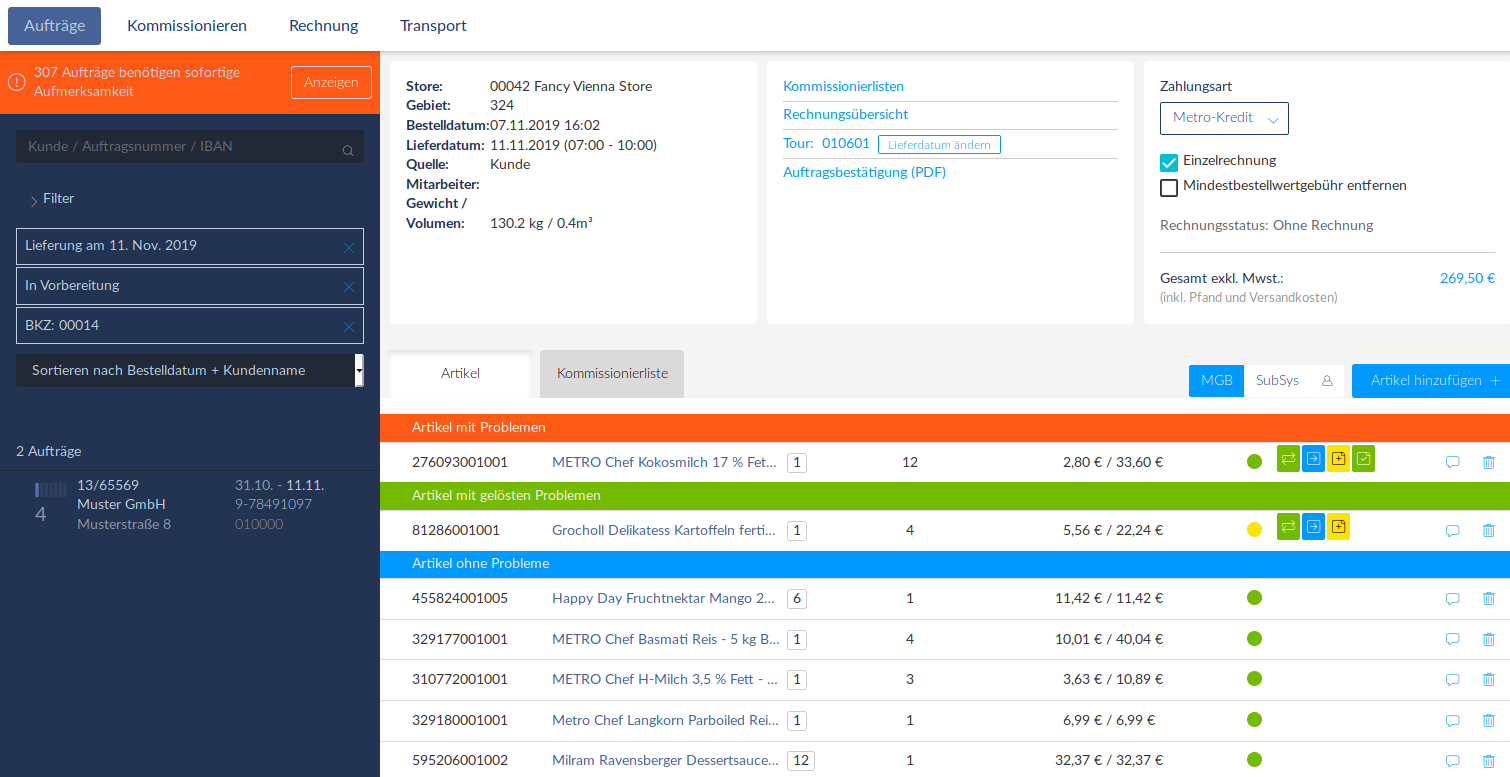 Aufträge Kommissionieren Rechnung Transport
307 Aufträge benötigen sofortige
Aufmerksamkeit
Anzeigen
Kunde / Auftragsnummer / IBAN
Filter
Lieferung am 11. Nov. 2019
In Vorbereitung
BKZ: 00014
Sortieren nach Bestelldatum + Kundenname
2 Aufträge
13/65569 31.10. - 11.11.
Muster GmbH 9-78491097
4
Musterstraße 8 010000
Store: 00042 Fancy Vienna Store
Gebiet: 324
Bestelldatum: 07.11.2019 16:02
Lieferdatum: 11.11.2019 (07:00 - 10:00)
Quelle: Kunde
Mitarbeiter:
Gewicht /
Volumen: 130.2 kg / 0.4m³
Kommissionierlisten
Rechnungsübersicht
Tour: 010601 Lieferdatum ändern
Auftragsbestätigung (PDF)
Zahlungsart
Metro-Kredit
Einzelrechnung
Mindestbestellwertgebühr entfernen
Rechnungsstatus: Ohne Rechnung
Gesamt exkl. Mwst.: 269,50 €
(inkl. Pfand und Versandkosten)
Artikel Kommissionierliste
MGB SubSys Artikel hinzufügen +
Artikel mit Problemen
276093001001 METRO Chef Kokosmilch 17 % Fet... 1 12 2,80 € / 33,60 €
Artikel mit gelösten Problemen
81286001001 Grocholl Delikatess Kartoffeln ferti... 1 4 5,56 € / 22,24 €
Artikel ohne Probleme
455824001005 Happy Day Fruchtnektar Mango 2... 6 1 11,42 € / 11,42 €
329177001001 METRO Chef Basmati Reis - 5 kg B... 1 4 10,01 € / 40,04 €
310772001001 METRO Chef H-Milch 3,5 % Fett - ... 1 3 3,63 € / 10,89 €
329180001001 Metro Chef Langkorn Parboiled Rei... 1 1 6,99 € / 6,99 €
595206001002 Milram Ravensberger Dessertsauce... 12 1 32,37 € / 32,37 €